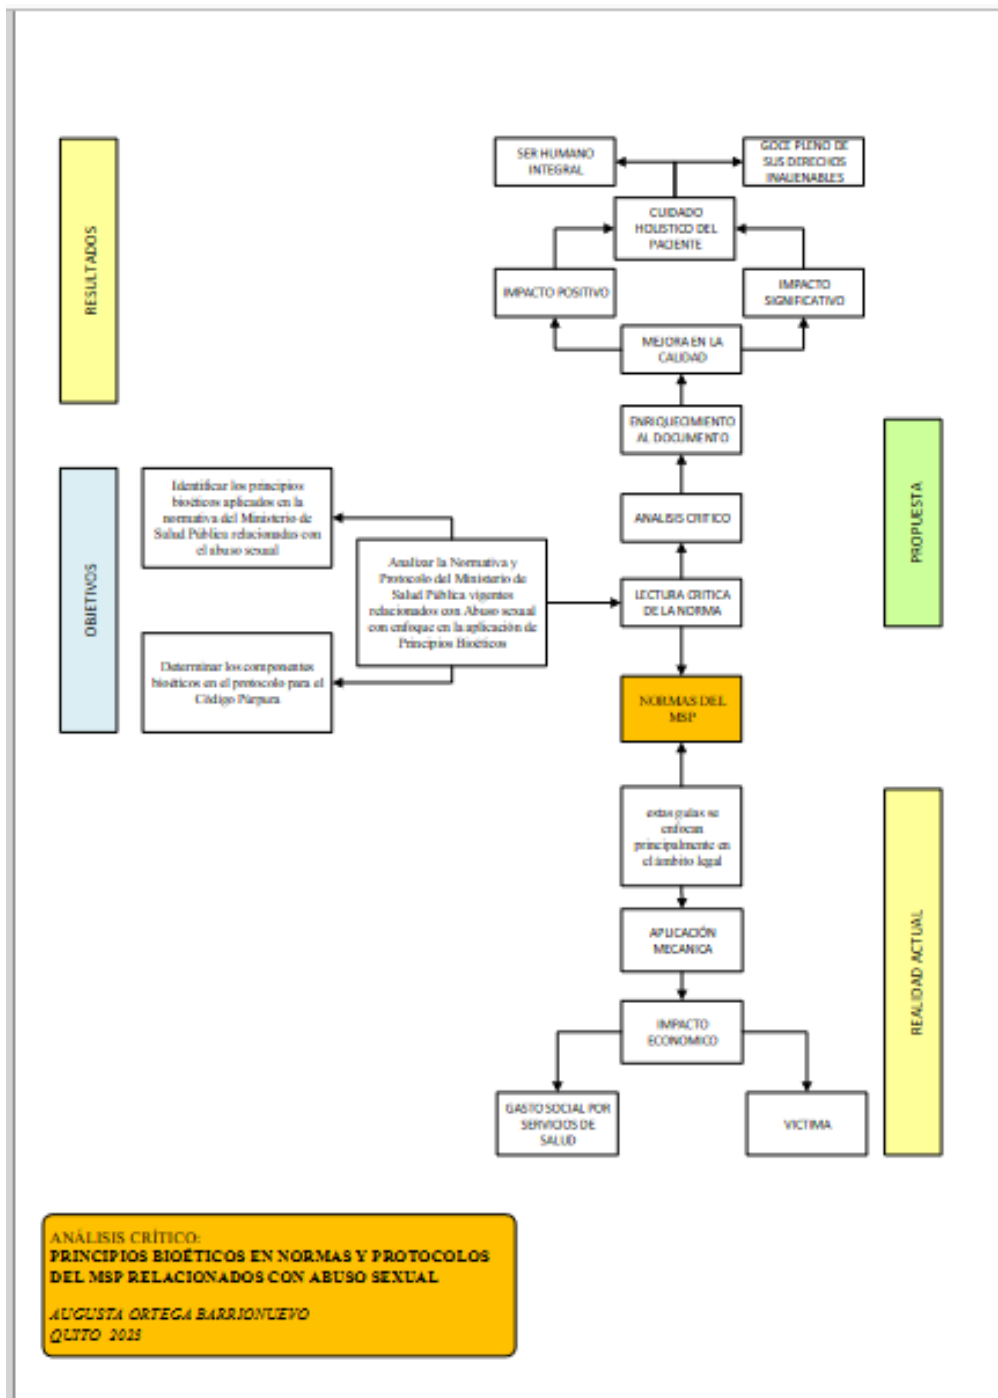 SER HUMANO
INTEGRAL
GOCE PLENO DE
SUS DERECHOS
INALIENABLES
CUIDADO
HOLISTICO DEL
PACIENTE
IMPACTO POSITIVO
IMPACTO
SIGNIFICATIVO
MEJORA EN LA
CALIDAD
ENRIQUECIMIENTO
AL DOCUMENTO
ANALISIS CRITICO
LECTURA CRITICA
DE LA NORMA
RESULTADOS
OBJETIVOS
PROPUESTA
REALIDAD ACTUAL
Identificar los principios
bioéticos aplicados en la
normativa del Ministerio de
Salud Pública relacionadas con
el abuso sexual
Analizar la Normativa y
Protocolo del Ministerio de
Salud Pública vigentes
relacionados con Abuso sexual
con enfoque en la aplicación de
Principios Bioéticos
Determinar los componentes
bioéticos en el protocolo para el
Código Púrpura
NORMAS DEL
MSP
estas guías se
enfocan
principalmente en
el ámbito legal
APLICACIÓN
MECANICA
IMPACTO
ECONOMICO
GASTO SOCIAL POR
SERVICIOS DE
SALUD
VICTIMA
ANÁLISIS CRÍTICO:
PRINCIPIOS BIOÉTICOS EN NORMAS Y PROTOCOLOS
DEL MSP RELACIONADOS CON ABUSO SEXUAL
AUGUSTA ORTEGA BARRIONUEVO
QUITO